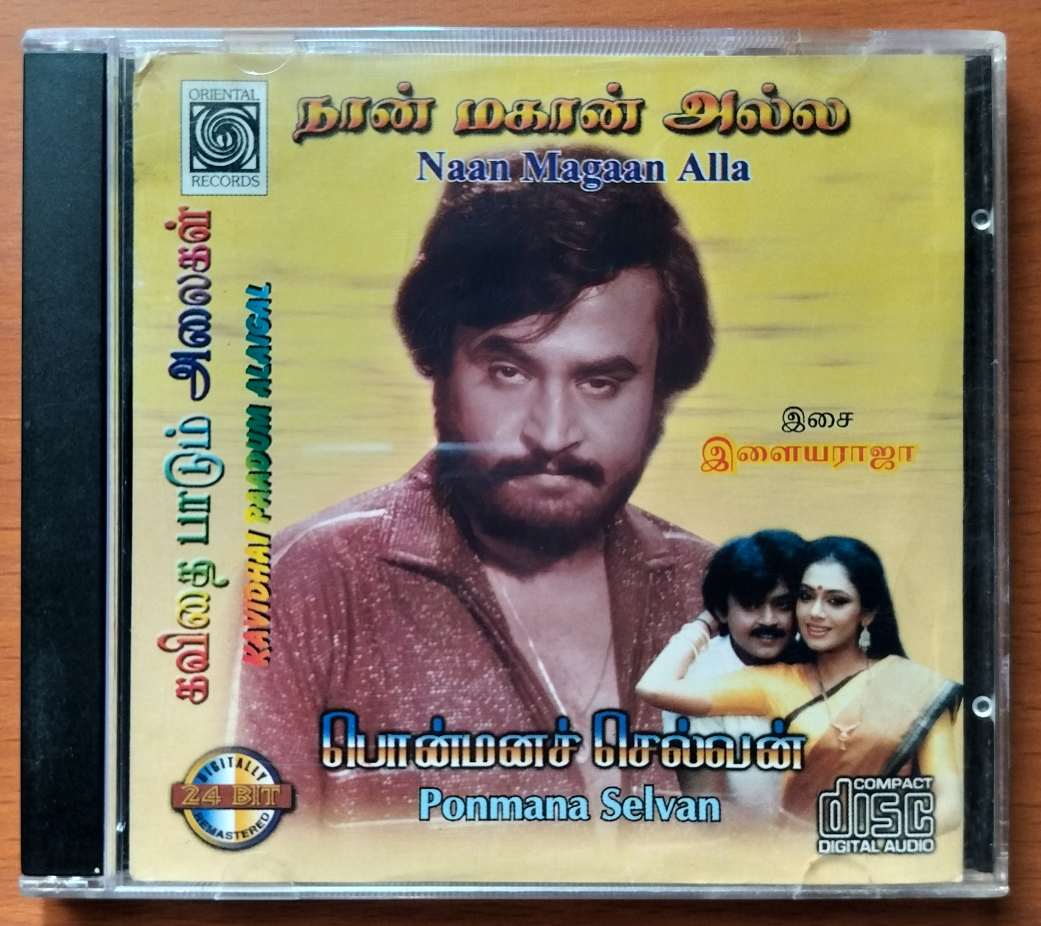 ORIENTAL
RECORDS
நான் மகான் அல்ல
Naan Magaan Alla
கவிதை பாடும் அலைகள்
KAVIDHAI PAADUM ALAIGAL
இசை
இளையராஜா
பொன்மனச் செல்வன்
Ponmana Selvan
DIGITALLY
24 BIT
REMASTERED
COMPACT
disc
DIGITAL AUDIO